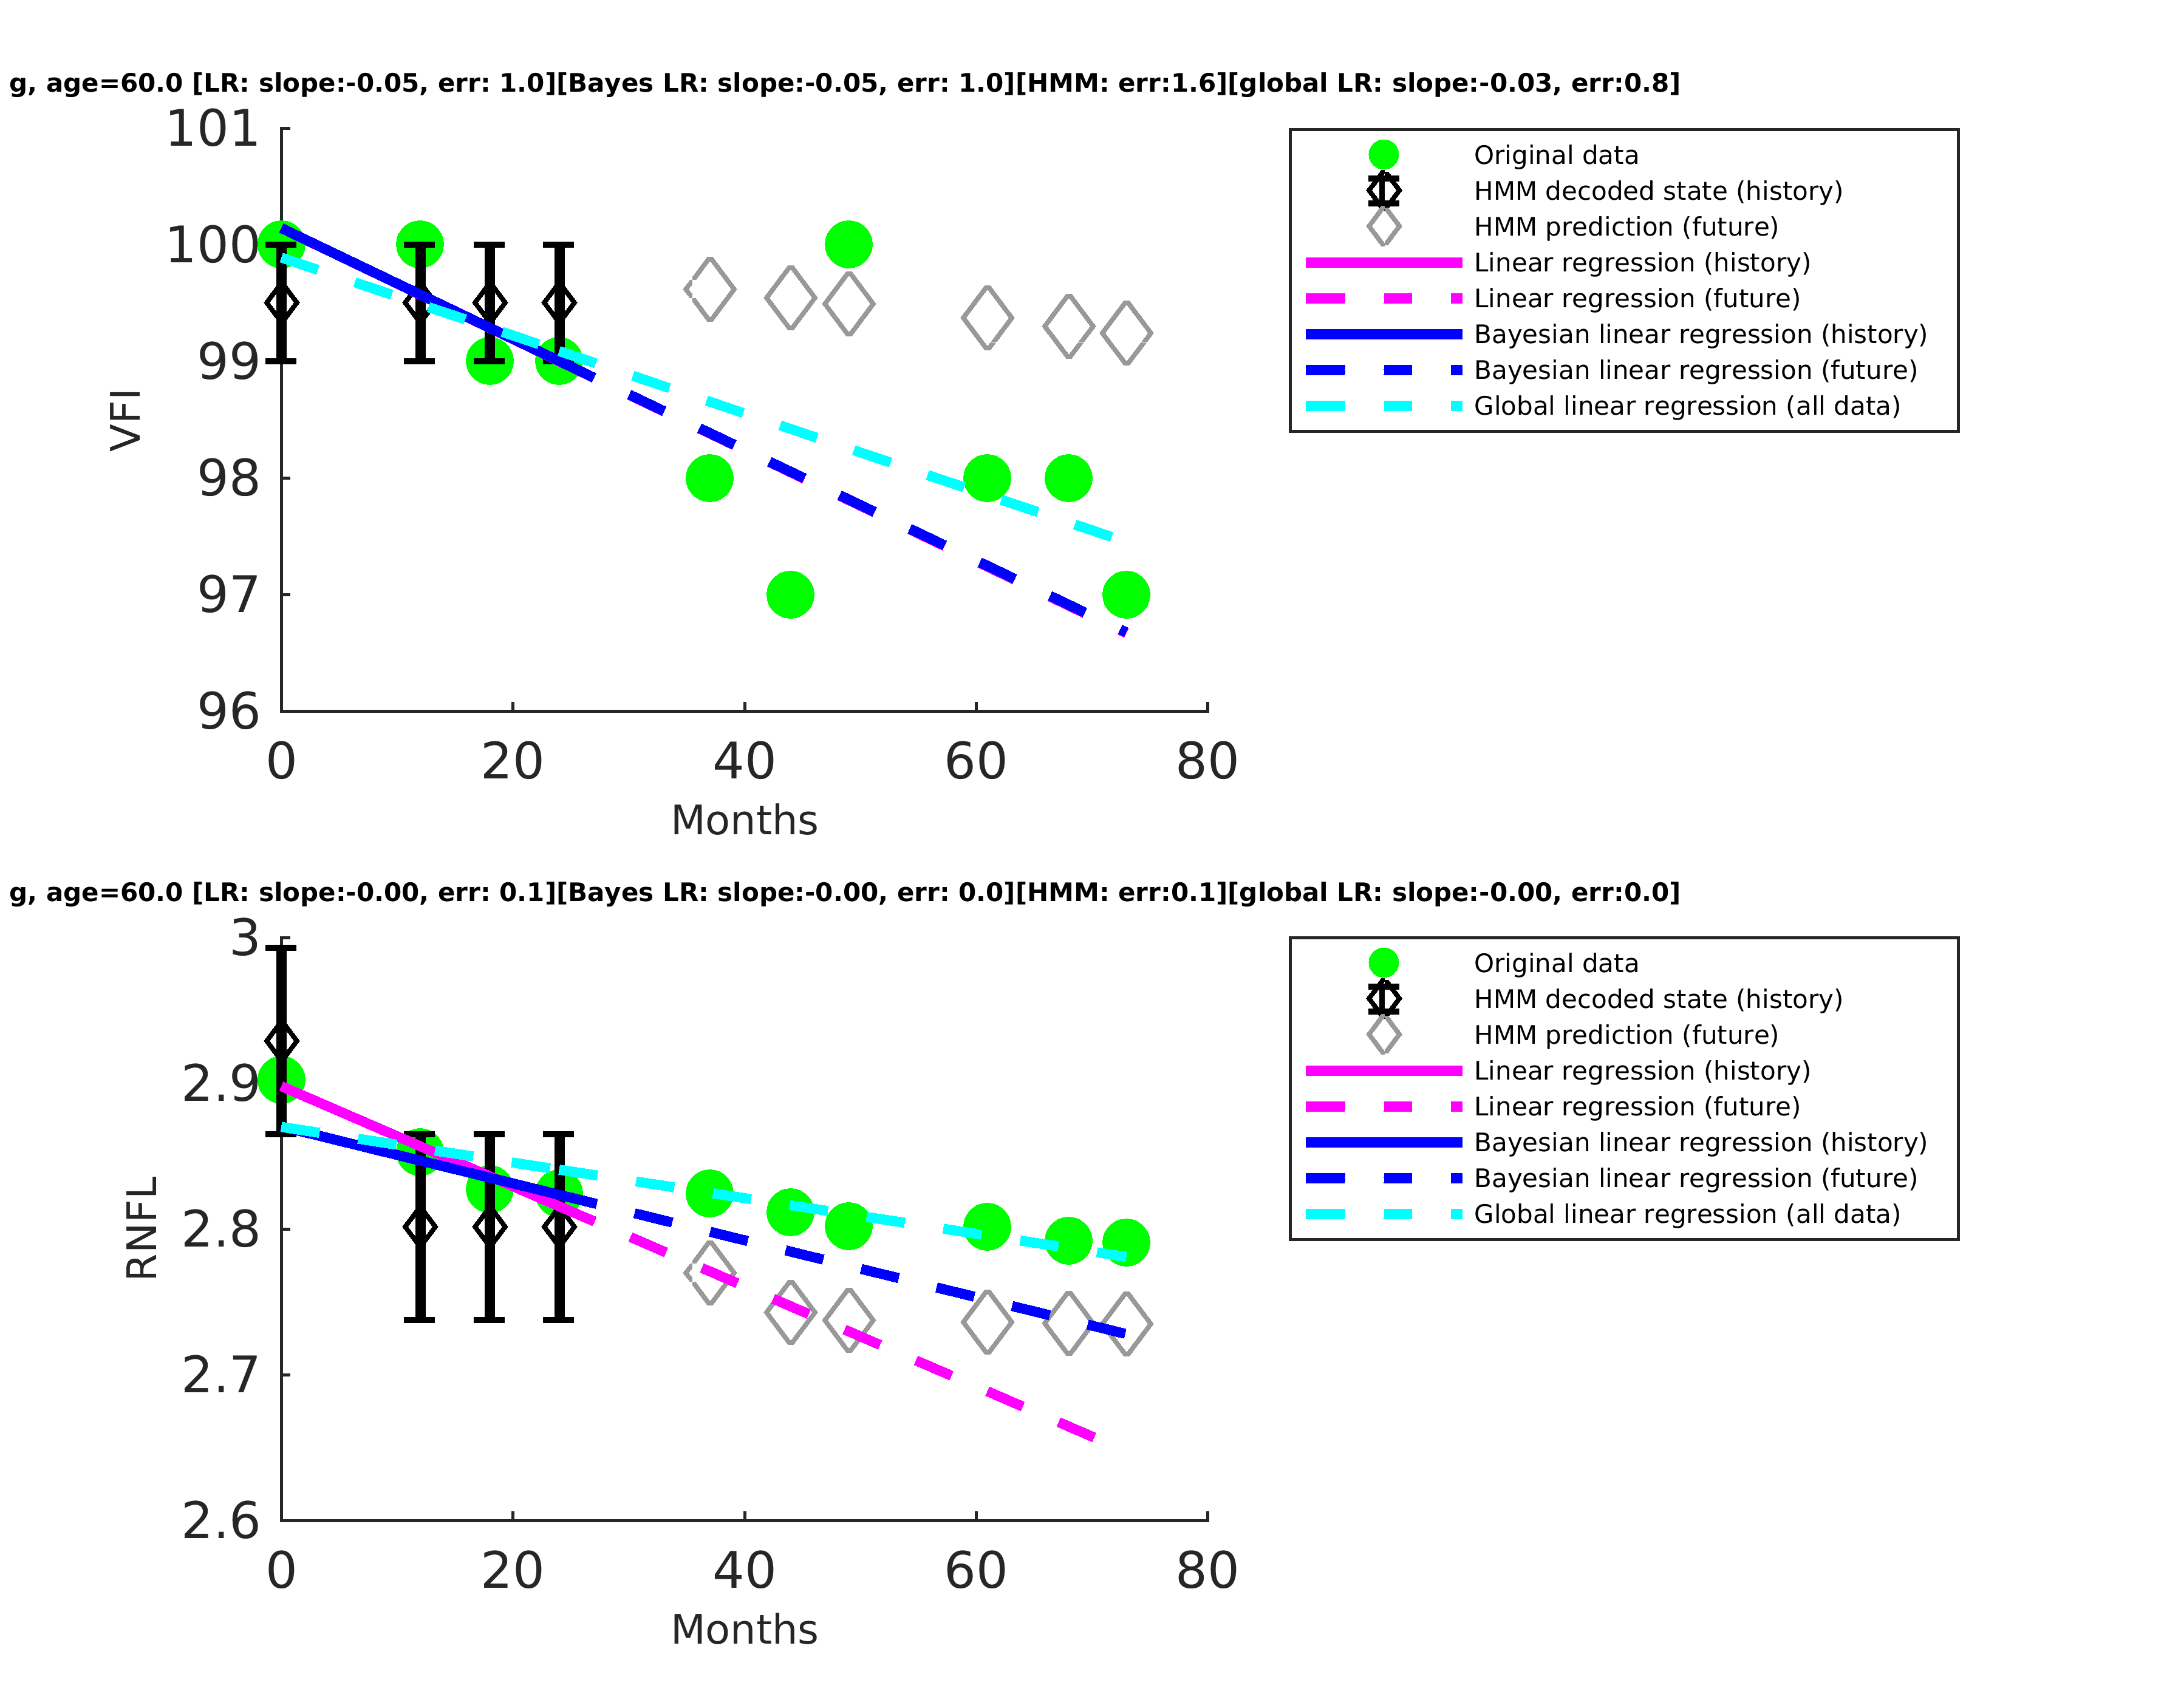 g, age=60.0 [LR: slope:-0.05, err: 1.0][Bayes LR: slope:-0.05, err: 1.0][HMM: err:1.6][global LR: slope:-0.03, err:0.8]
101
100
99
98
97
96
VFI
0 20 40 60 80
Months
Original data
HMM decoded state (history)
HMM prediction (future)
Linear regression (history)
Linear regression (future)
Bayesian linear regression (history)
Bayesian linear regression (future)
Global linear regression (all data)
g, age=60.0 [LR: slope:-0.00, err: 0.1][Bayes LR: slope:-0.00, err: 0.0][HMM: err:0.1][global LR: slope:-0.00, err:0.0]
3
2.9
2.8
2.7
2.6
RNFL
0 20 40 60 80
Months
Original data
HMM decoded state (history)
HMM prediction (future)
Linear regression (history)
Linear regression (future)
Bayesian linear regression (history)
Bayesian linear regression (future)
Global linear regression (all data)